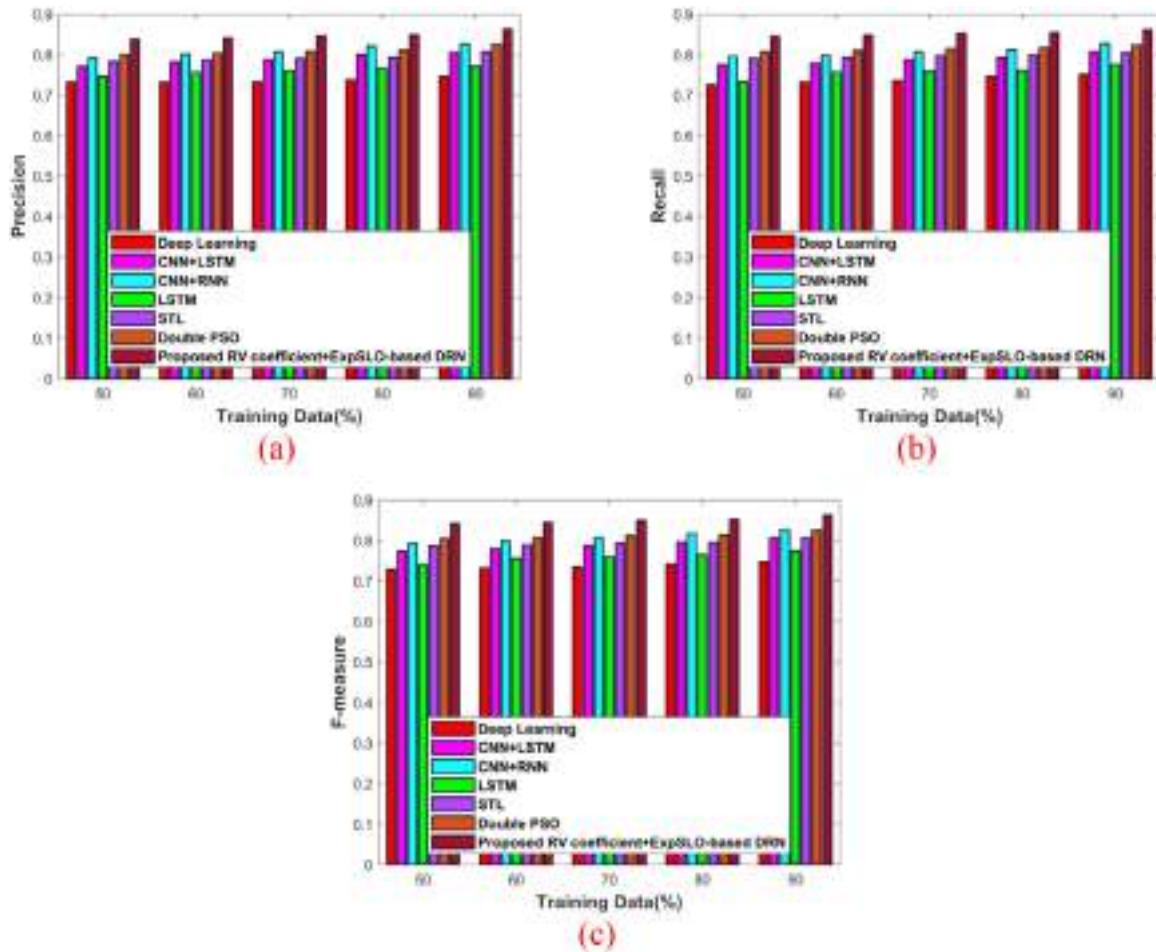 0.9
0.8
0.7
0.6
0.5
0.4
0.3
0.2
0.1
0
Precision
Deep Learning
CNN+LSTM
CNN+RNN
LSTM
STL
Double PSO
Proposed RV coefficient+ExpSLO-based DRN
50 60 70 80 90
Training Data(%)
(a)
0.9
0.8
0.7
0.6
0.5
0.4
0.3
0.2
0.1
0
Recall
Deep Learning
CNN+LSTM
CNN+RNN
LSTM
STL
Double PSO
Proposed RV coefficient+ExpSLO-based DRN
50 60 70 80 90
Training Data(%)
(b)
0.9
0.8
0.7
0.6
0.5
0.4
0.3
0.2
0.1
0
F-measure
Deep Learning
CNN+LSTM
CNN+RNN
LSTM
STL
Double PSO
Proposed RV coefficient+ExpSLO-based DRN
50 60 70 80 90
Training Data(%)
(c)